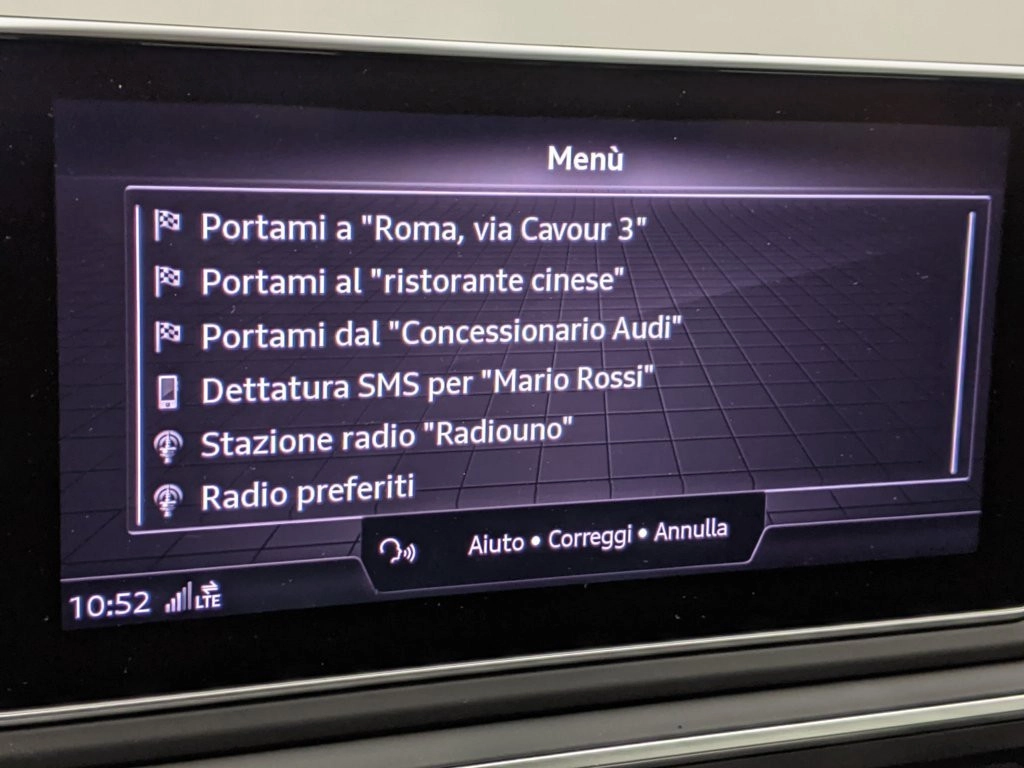 Menù
Portami a "Roma, via Cavour 3"
Portami al "ristorante cinese"
Portami dal "Concessionario Audi"
Dettatura SMS per "Mario Rossi"
Stazione radio "Radiouno"
Radio preferiti
Aiuto • Correggi • Annulla
10:52 LTE